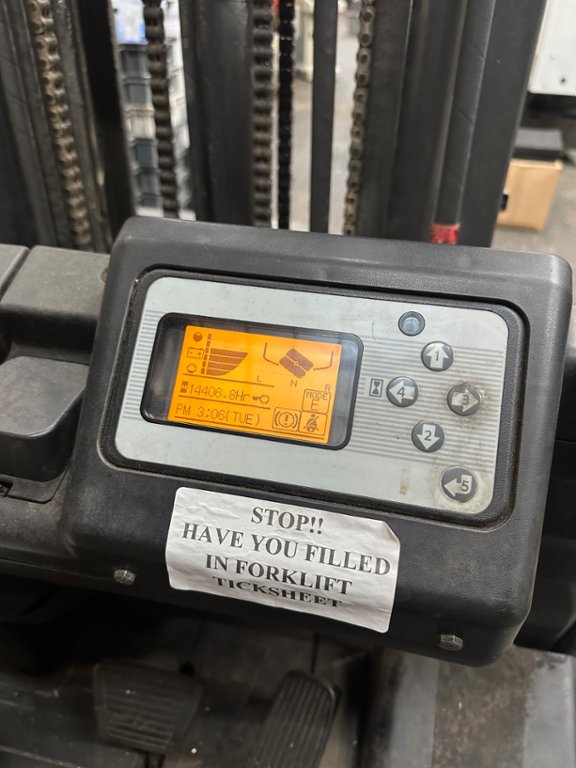 L
N
R
14406.8Hr
MODE
E
PM 3:06(TUE)
1
4
3
2
5
STOP!!
HAVE YOU FILLED
IN FORKLIFT
TICKSHEET